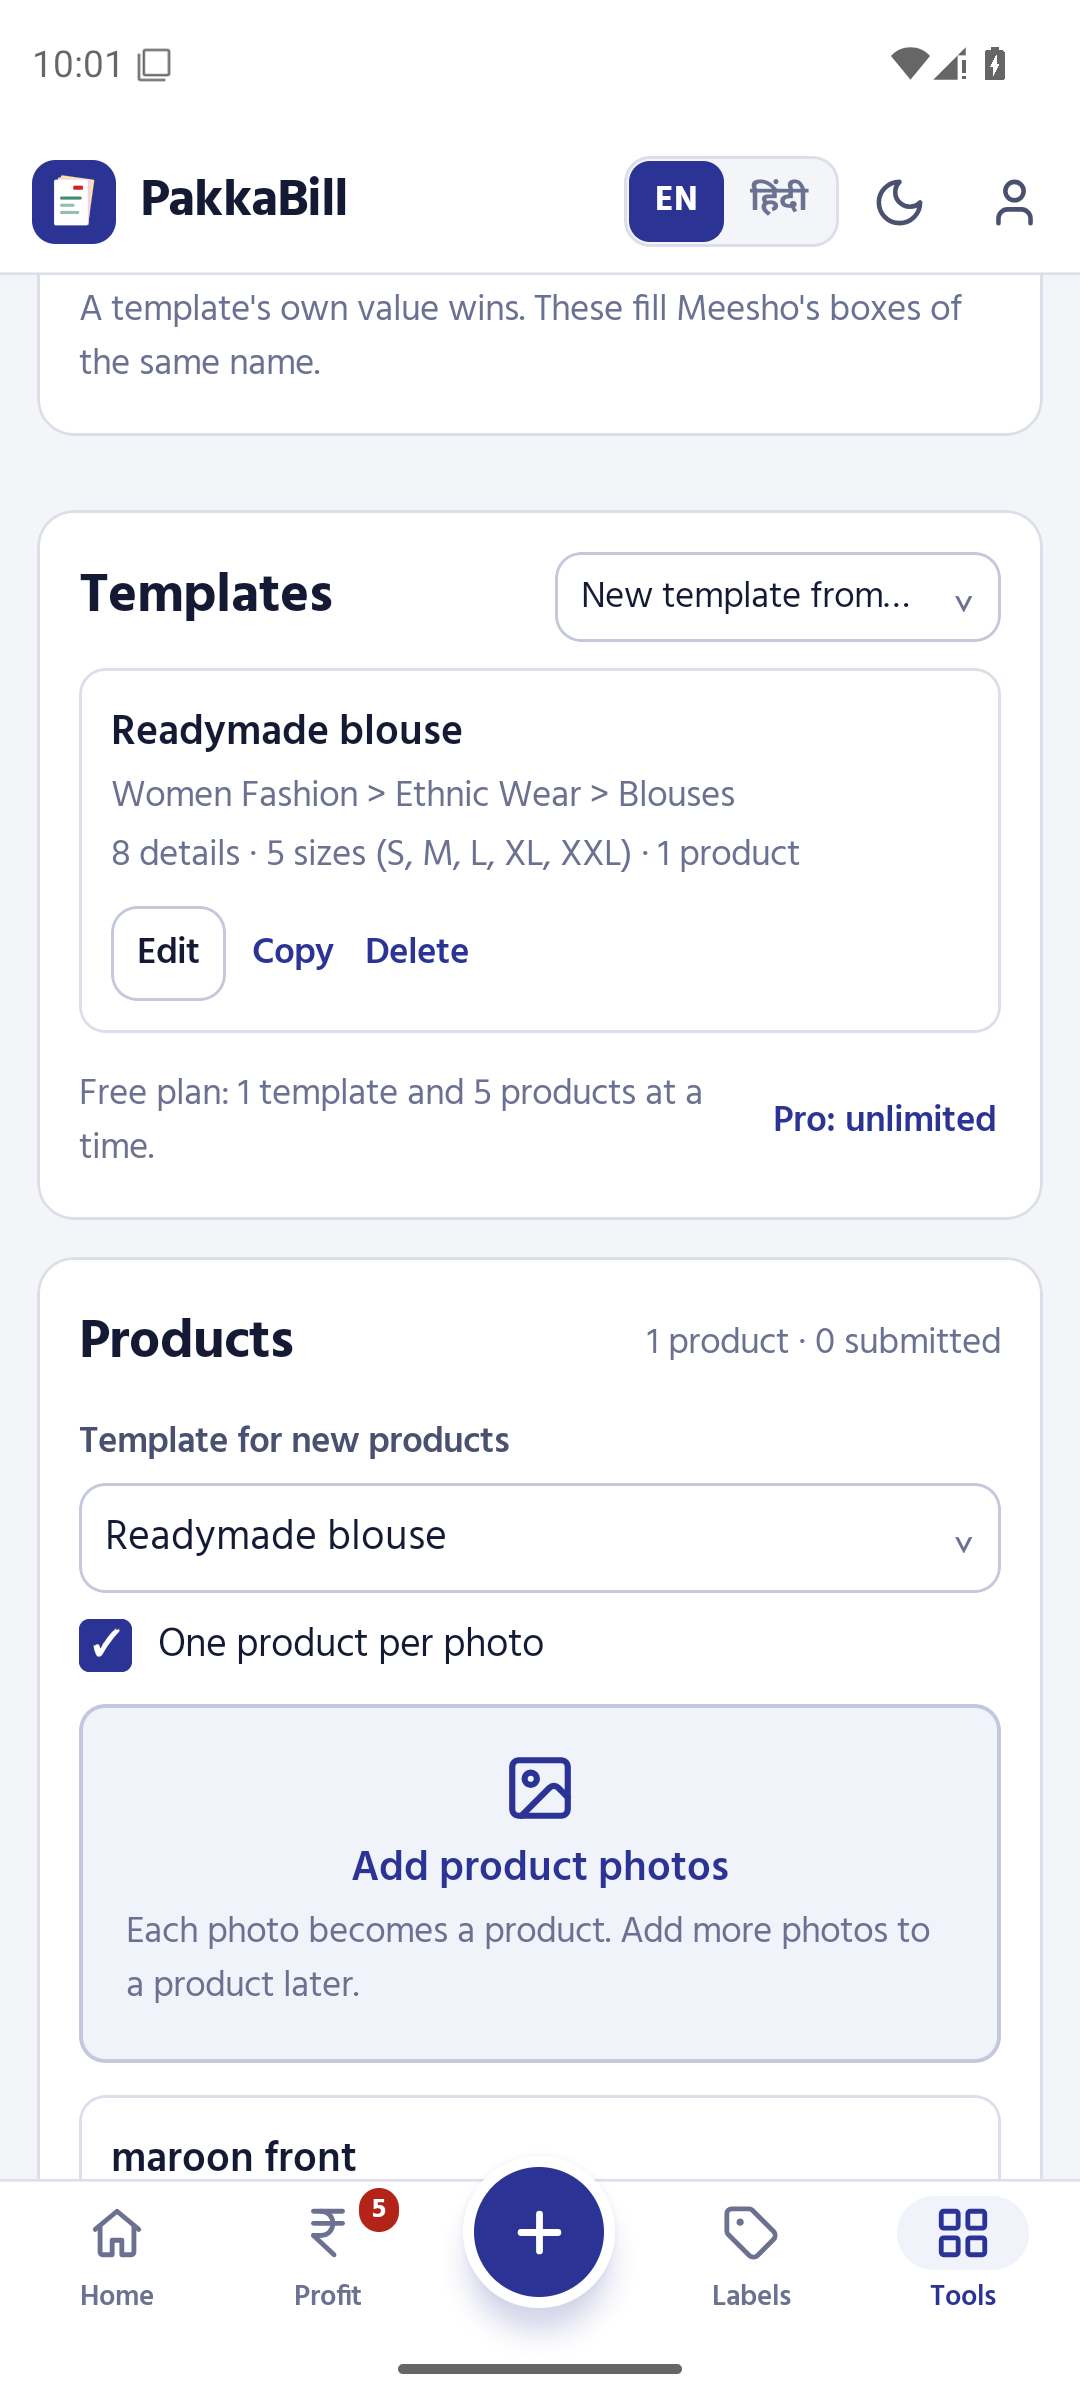 10:01
PakkaBill
EN
हिंदी
A template's own value wins. These fill Meesho's boxes of
the same name.
Templates
New template from...
Readymade blouse
Women Fashion > Ethnic Wear > Blouses
8 details · 5 sizes (S, M, L, XL, XXL) · 1 product
Edit
Copy
Delete
Free plan: 1 template and 5 products at a
time.
Pro: unlimited
Products
1 product · 0 submitted
Template for new products
Readymade blouse
One product per photo
Add product photos
Each photo becomes a product. Add more photos to
a product later.
maroon front
5
Home
Profit
Labels
Tools